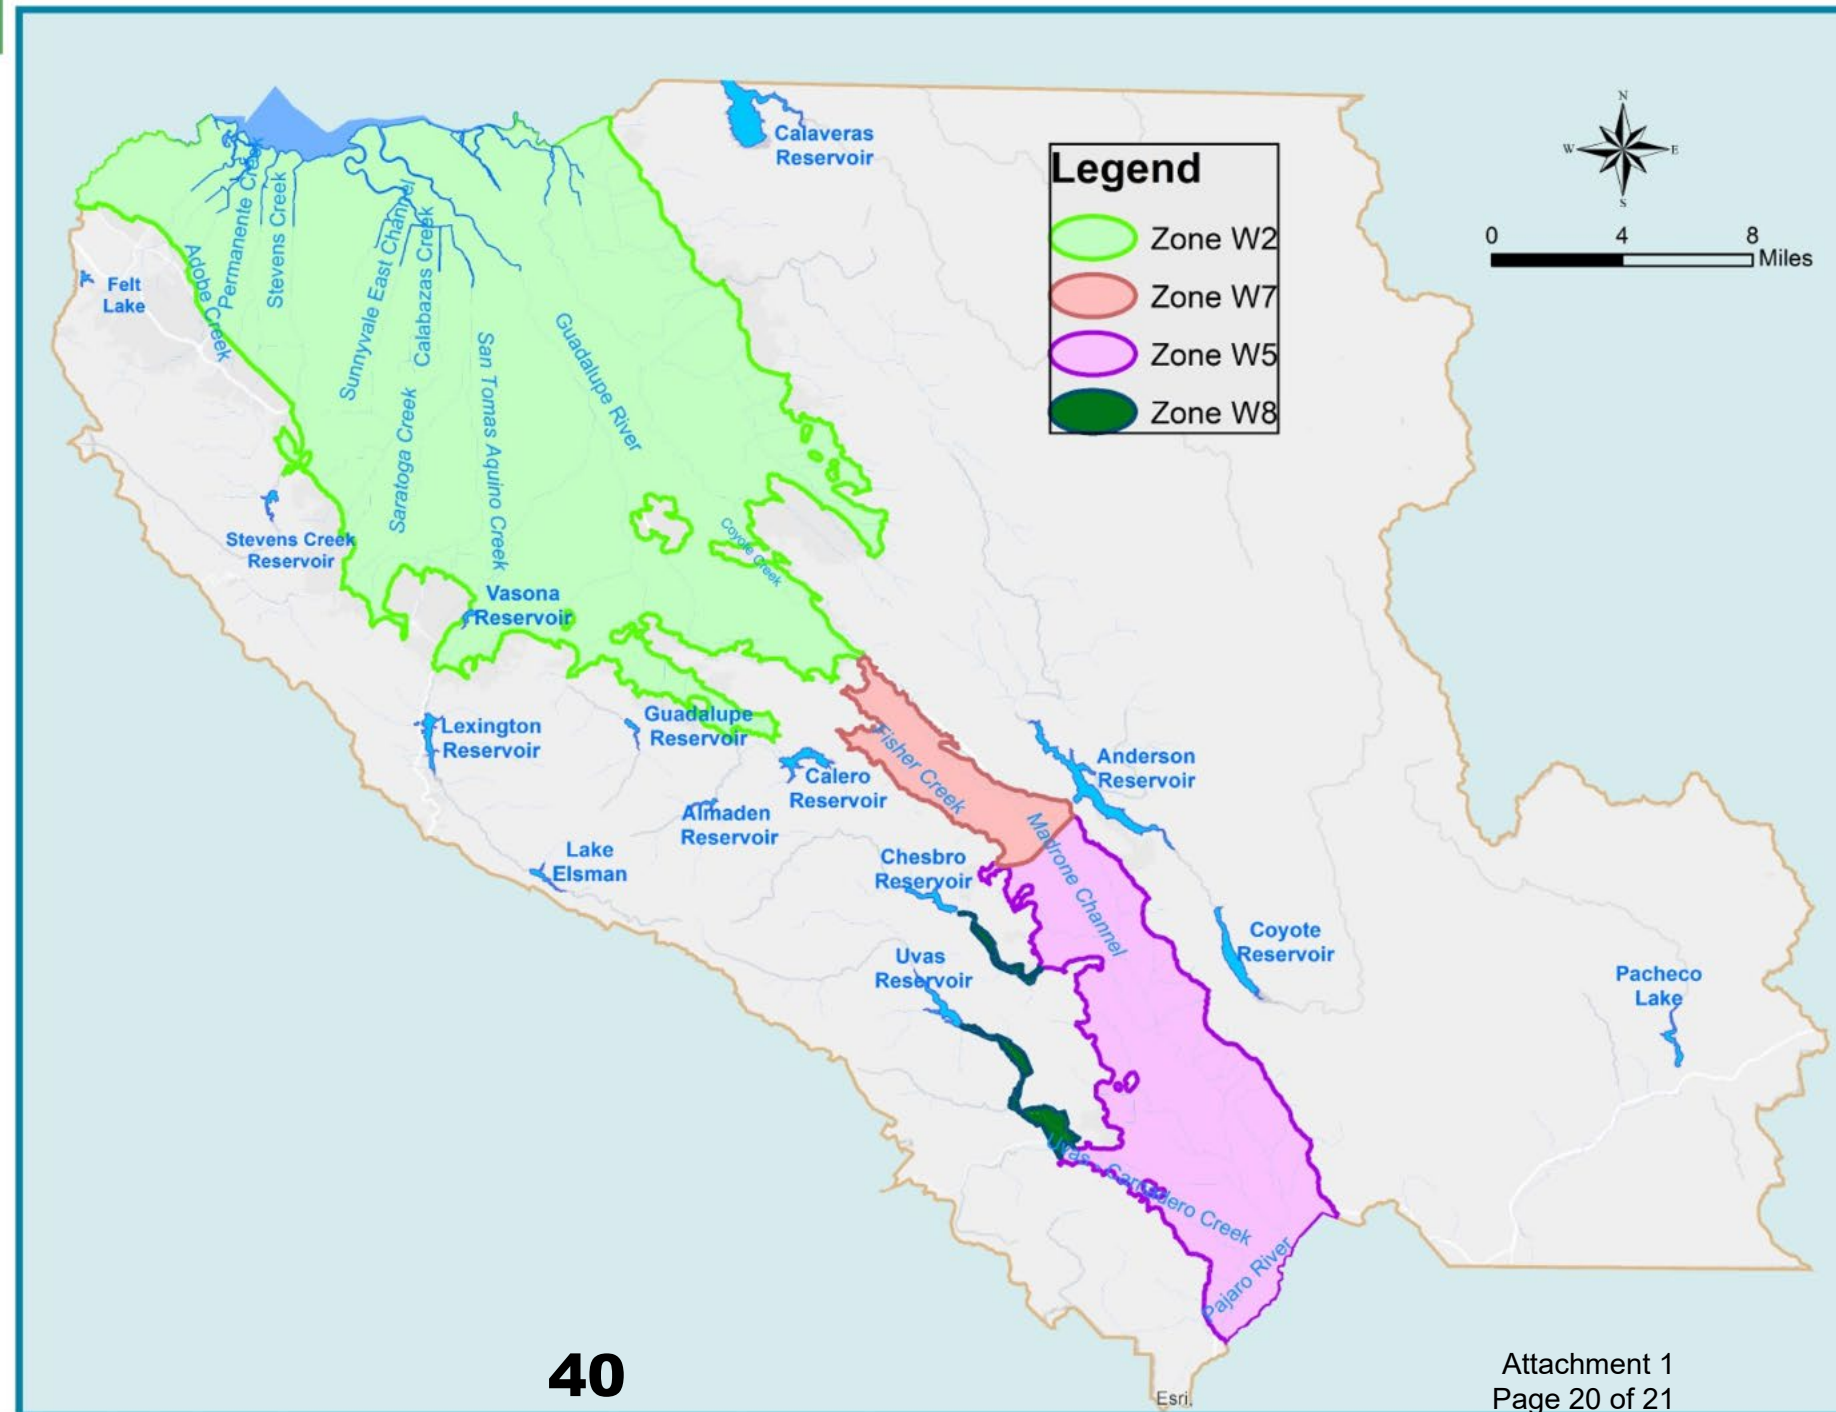 Calaveras
Reservoir
Legend
Zone W2
Zone W7
Zone W5
Zone W8
N
W
E
S
0 4 8
Miles
Felt
Lake
Adobe Creek
Permanente Creek
Stevens Creek
Sunnyvale East Channel
Calabazas Creek
Saratoga Creek
San Tomas Aquino Creek
Guadalupe River
Coyote Creek
Stevens Creek
Reservoir
Vasona
Reservoir
Lexington
Reservoir
Guadalupe
Reservoir
Calero
Reservoir
Almaden
Reservoir
Lake
Elsman
Fisher Creek
Anderson
Reservoir
Madrone Channel
Chesbro
Reservoir
Uvas
Reservoir
Coyote
Reservoir
Pacheco
Lake
Uvas - Carnadero Creek
Pajaro River
40
Esri,
Attachment 1
Page 20 of 21